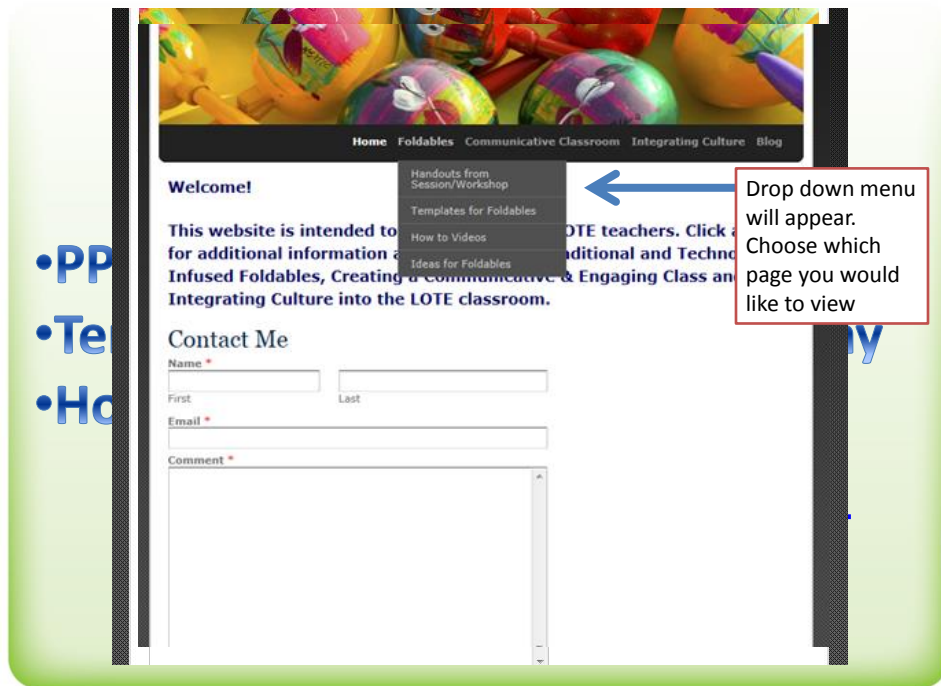 Home Foldables Communicative Classroom Integrating Culture Blog
Handouts from
Session/Workshop
Templates for Foldables
How to Videos
Ideas for Foldables
Drop down menu
will appear.
Choose which
page you would
like to view
Welcome!
This website is intended to OTE teachers. Click
for additional information
Infused Foldables, Creating a Communicative & Engaging Class and
Integrating Culture into the LOTE classroom.
•PP
•Te
•Ho
Contact Me
Name *
First Last
Email *
Comment *